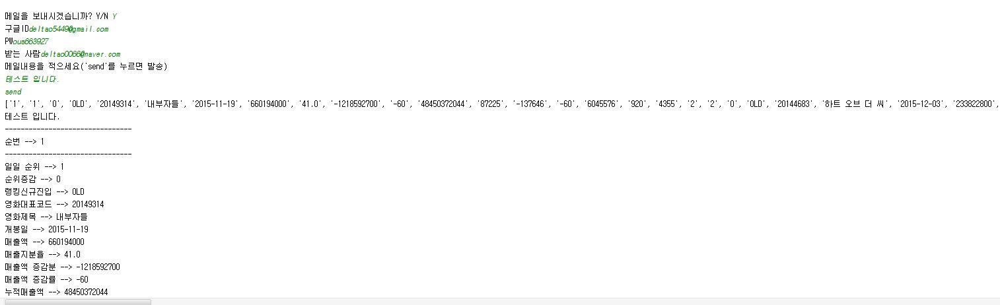 메일을 보내시겠습니까? Y/N Y
구글IDdeltao5449@gmail.com
PWous663927
받는 사람deltao0066@naver.com
메일내용을 적으세요('send'를 누르면 발송)
테스트 입니다.
send
['1', '1', '0', 'OLD', '20149314', '내부자들', '2015-11-19', '660194000', '41.0', '-1218592700', '-60', '48450372044', '87225', '-137646', '-60', '6045576', '920', '4355', '2', '2', '0', 'OLD', '20144683', '하트 오브 더 씨', '2015-12-03', '233822800',
테스트 입니다.
--------------------------------
순번 --> 1
--------------------------------
일일 순위 --> 1
순위증감 --> 0
랭킹신규진입 --> OLD
영화대표코드 --> 20149314
영화제목 --> 내부자들
개봉일 --> 2015-11-19
매출액 --> 660194000
매출지분율 --> 41.0
매출액 증감분 --> -1218592700
매출액 증감률 --> -60
누적매출액 --> 48450372044